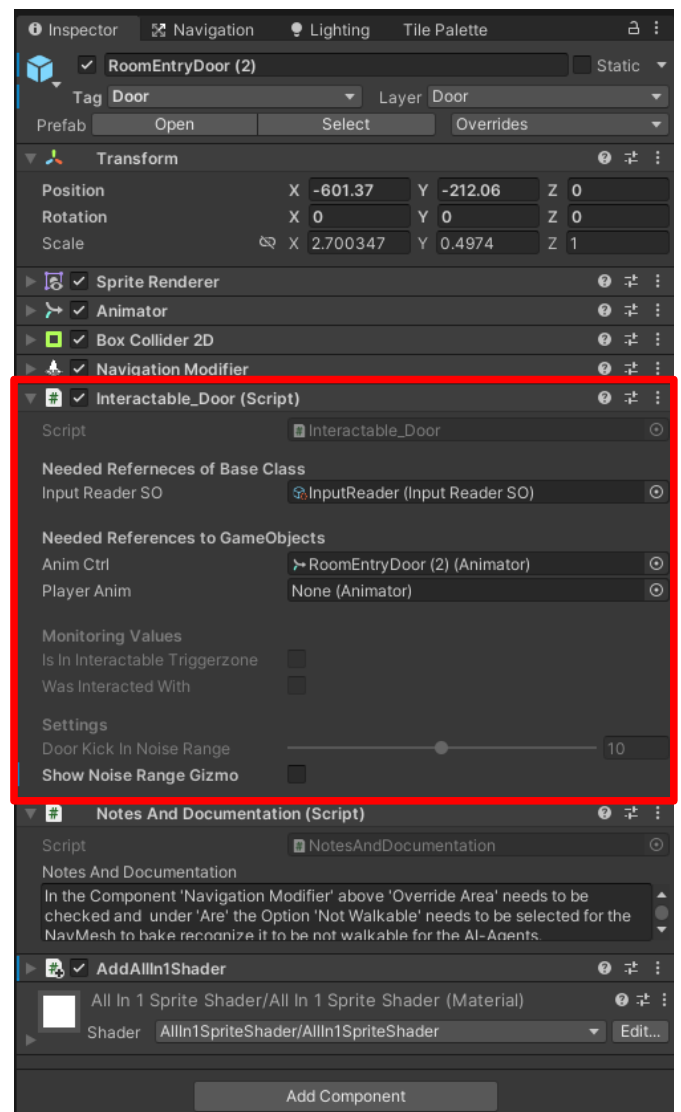 Inspector Navigation Lighting Tile Palette
RoomEntryDoor (2) Static
Tag Door Layer Door
Prefab Open Select Overrides
Transform
Position X -601.37 Y -212.06 Z 0
Rotation X 0 Y 0 Z 0
Scale X 2.700347 Y 0.4974 Z 1
Sprite Renderer
Animator
Box Collider 2D
Navigation Modifier
# Interactable_Door (Script)
Script # Interactable_Door
Needed Referneces of Base Class
Input Reader SO InputReader (Input Reader SO)
Needed References to GameObjects
Anim Ctrl RoomEntryDoor (2) (Animator)
Player Anim None (Animator)
Monitoring Values
Is In Interactable Triggerzone
Was Interacted With
Settings
Door Kick In Noise Range 10
Show Noise Range Gizmo
# Notes And Documentation (Script)
Script # NotesAndDocumentation
Notes And Documentation
In the Component 'Navigation Modifier' above 'Override Area' needs to be
checked and under 'Are' the Option 'Not Walkable' needs to be selected for the
NavMesh to bake recognize it to be not walkable for the AI-Agents.
# AddAllIn1Shader
All In 1 Sprite Shader/All In 1 Sprite Shader (Material)
Shader AllIn1SpriteShader/AllIn1SpriteShader Edit...
Add Component